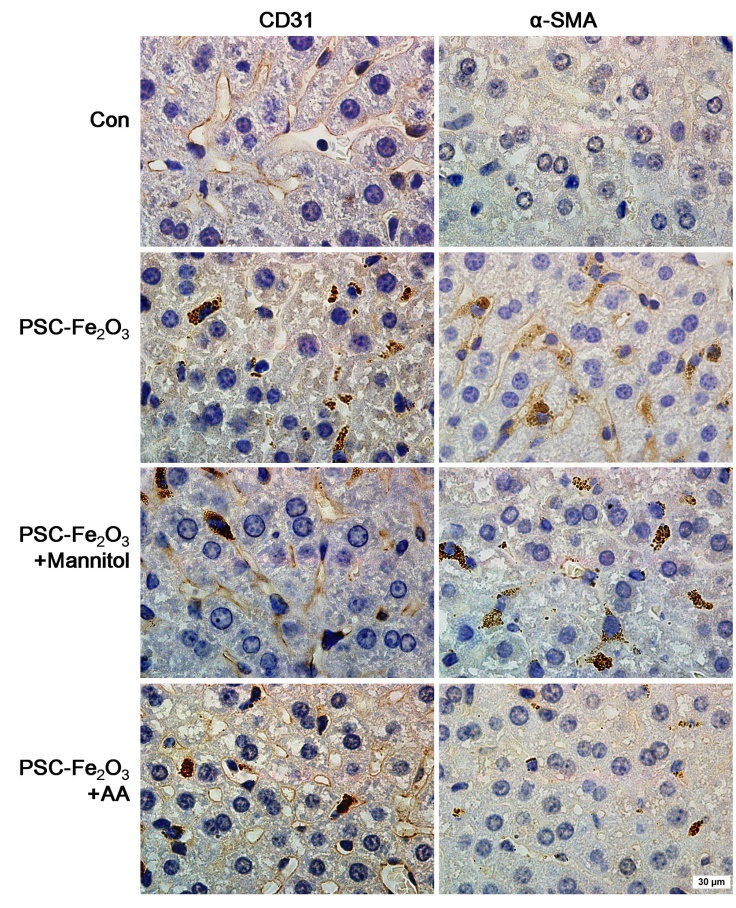 CD31 α-SMA
Con
PSC-Fe₂O₃
PSC-Fe₂O₃
+Mannitol
PSC-Fe₂O₃
+AA
30 µm